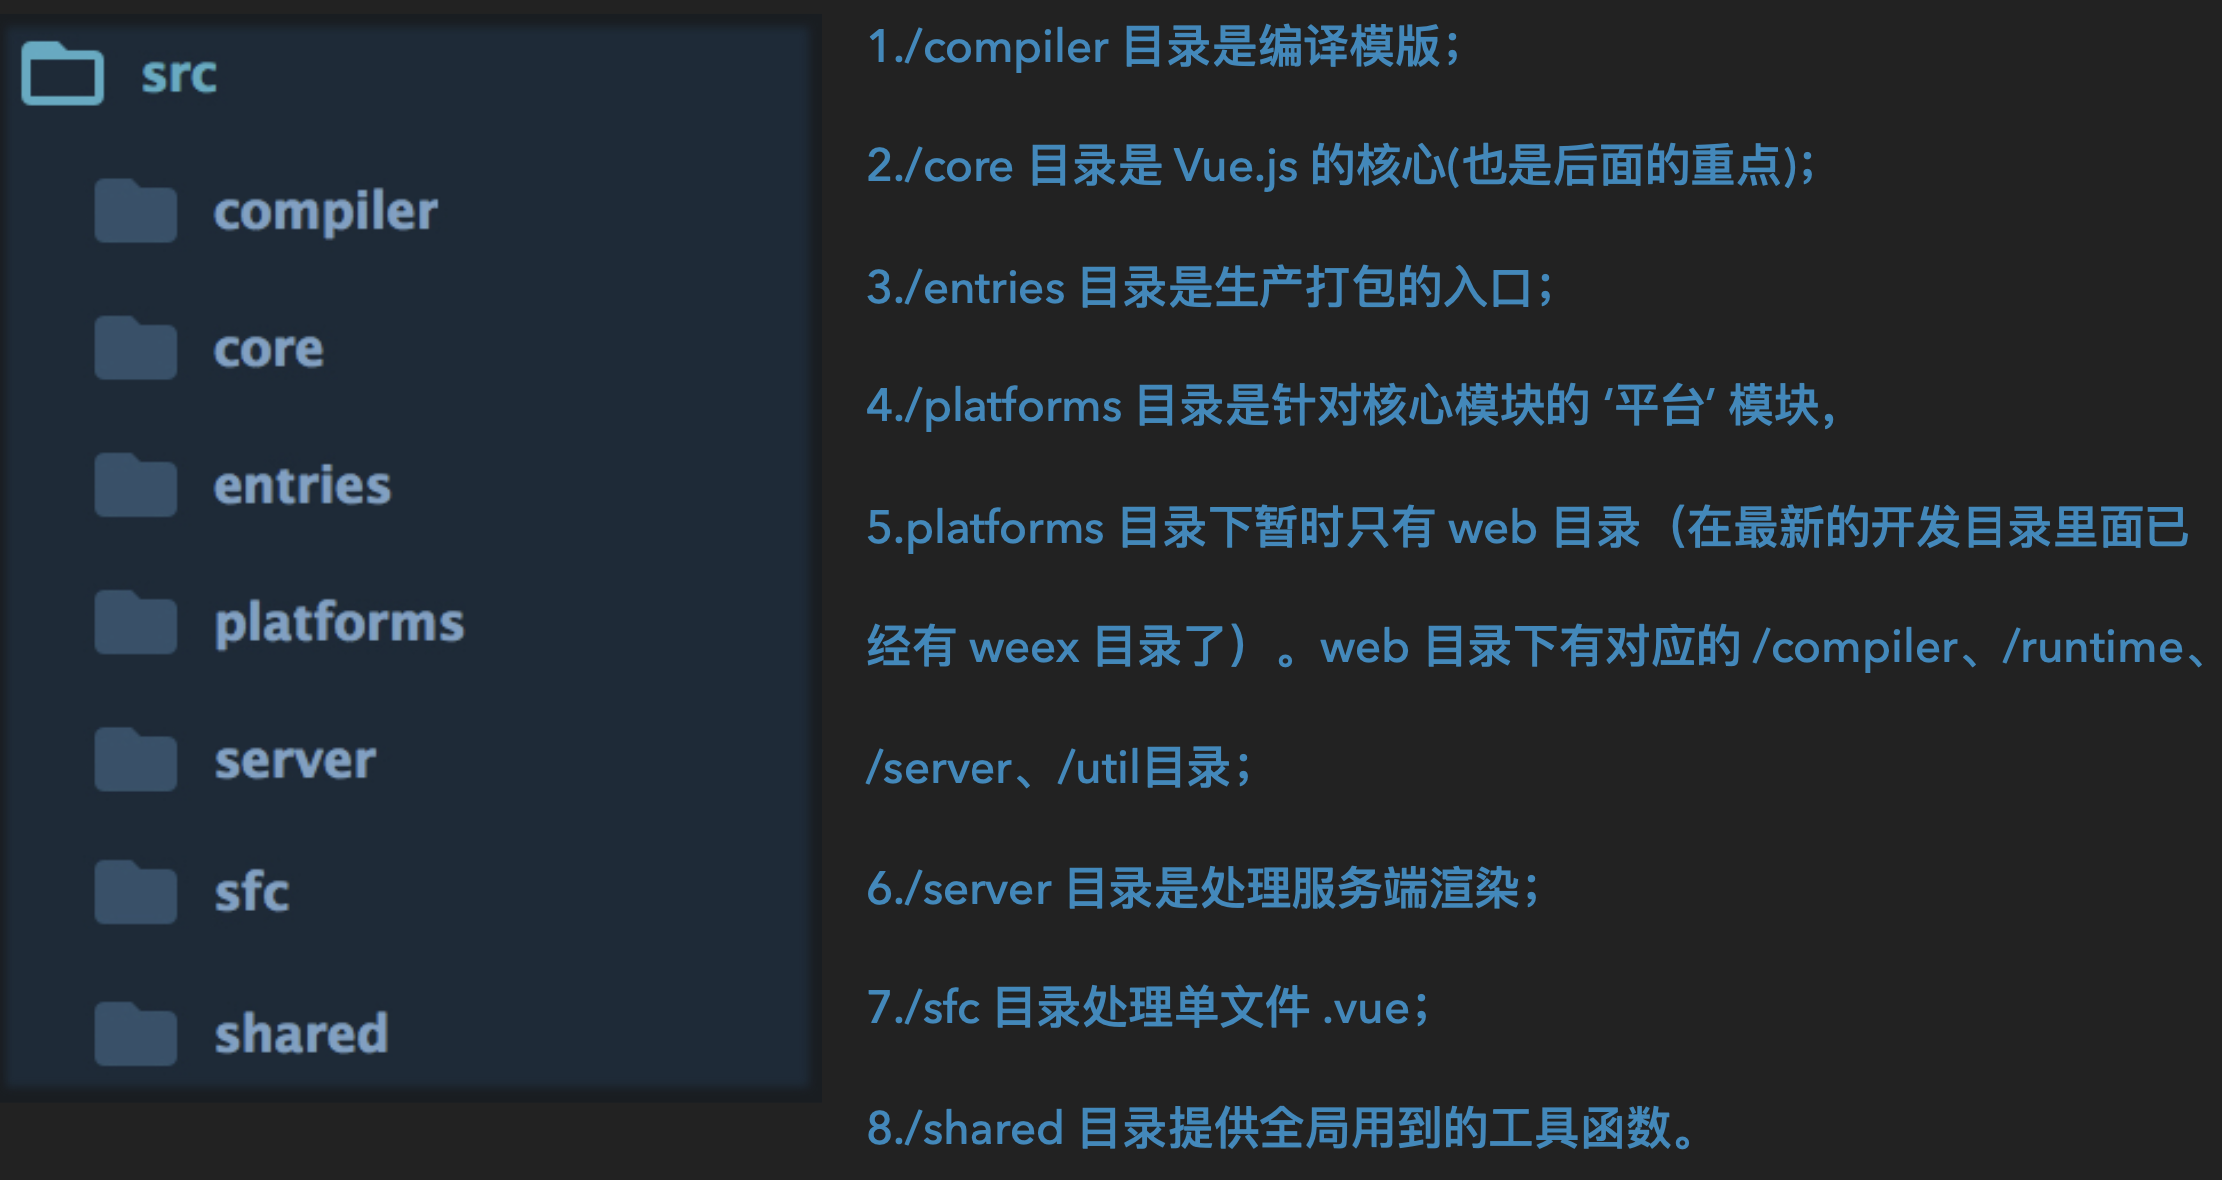 src
compiler
core
entries
platforms
server
sfc
shared
1./compiler 目录是编译模版；
2./core 目录是 Vue.js 的核心(也是后面的重点)；
3./entries 目录是生产打包的入口；
4./platforms 目录是针对核心模块的 ‘平台’ 模块，
5.platforms 目录下暂时只有 web 目录（在最新的开发目录里面已
经有 weex 目录了）。web 目录下有对应的 /compiler、/runtime、
/server、/util目录；
6./server 目录是处理服务端渲染；
7./sfc 目录处理单文件 .vue；
8./shared 目录提供全局用到的工具函数。